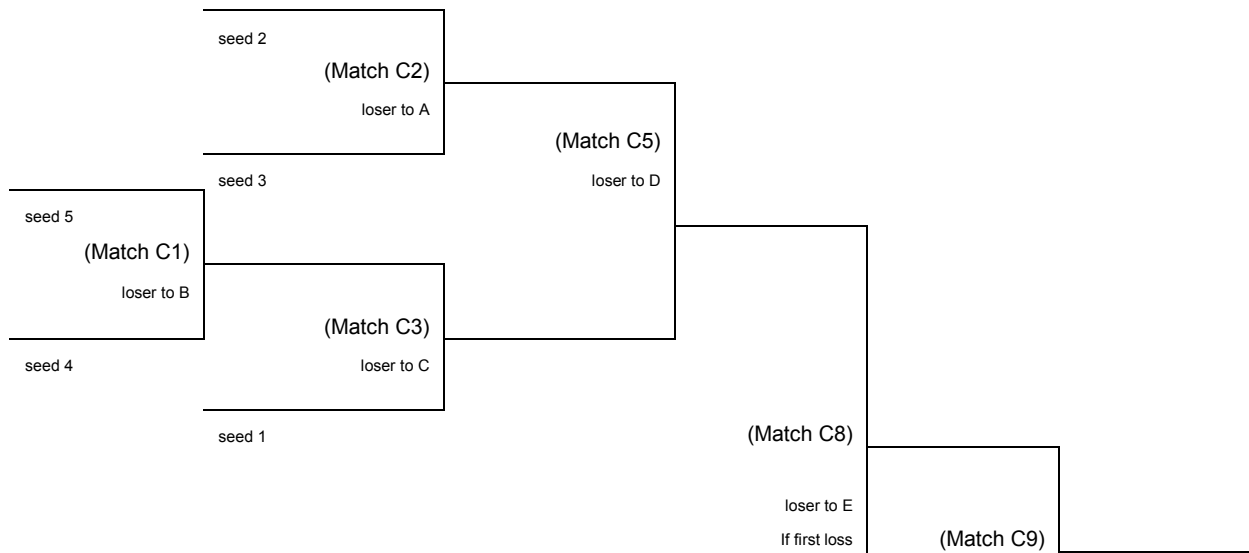 seed 2
(Match C2)
loser to A
(Match C5)
seed 3
loser to D
seed 5
(Match C1)
loser to B
(Match C3)
seed 4
loser to C
seed 1
(Match C8)
loser to E
If first loss
(Match C9)